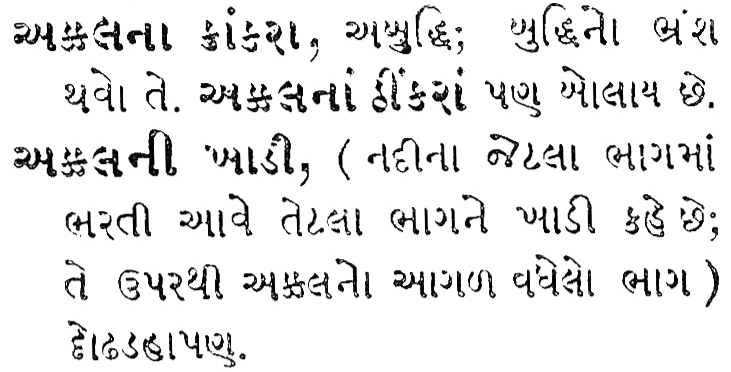 અક્કલના કાંકરા, અબુદ્ધિ; બુદ્ધિનો ભ્રંશ
થવો તે. અક્કલનાં ઠીંકરાં પણ બોલાય છે.
અક્કલની ખાડી, ( નદીના જેટલા ભાગમાં
ભરતી આવે તેટલા ભાગને ખાડી કહે છે;
તે ઉપરથી અક્કલનો આગળ વધેલો ભાગ )
દોઢડહાપણ.